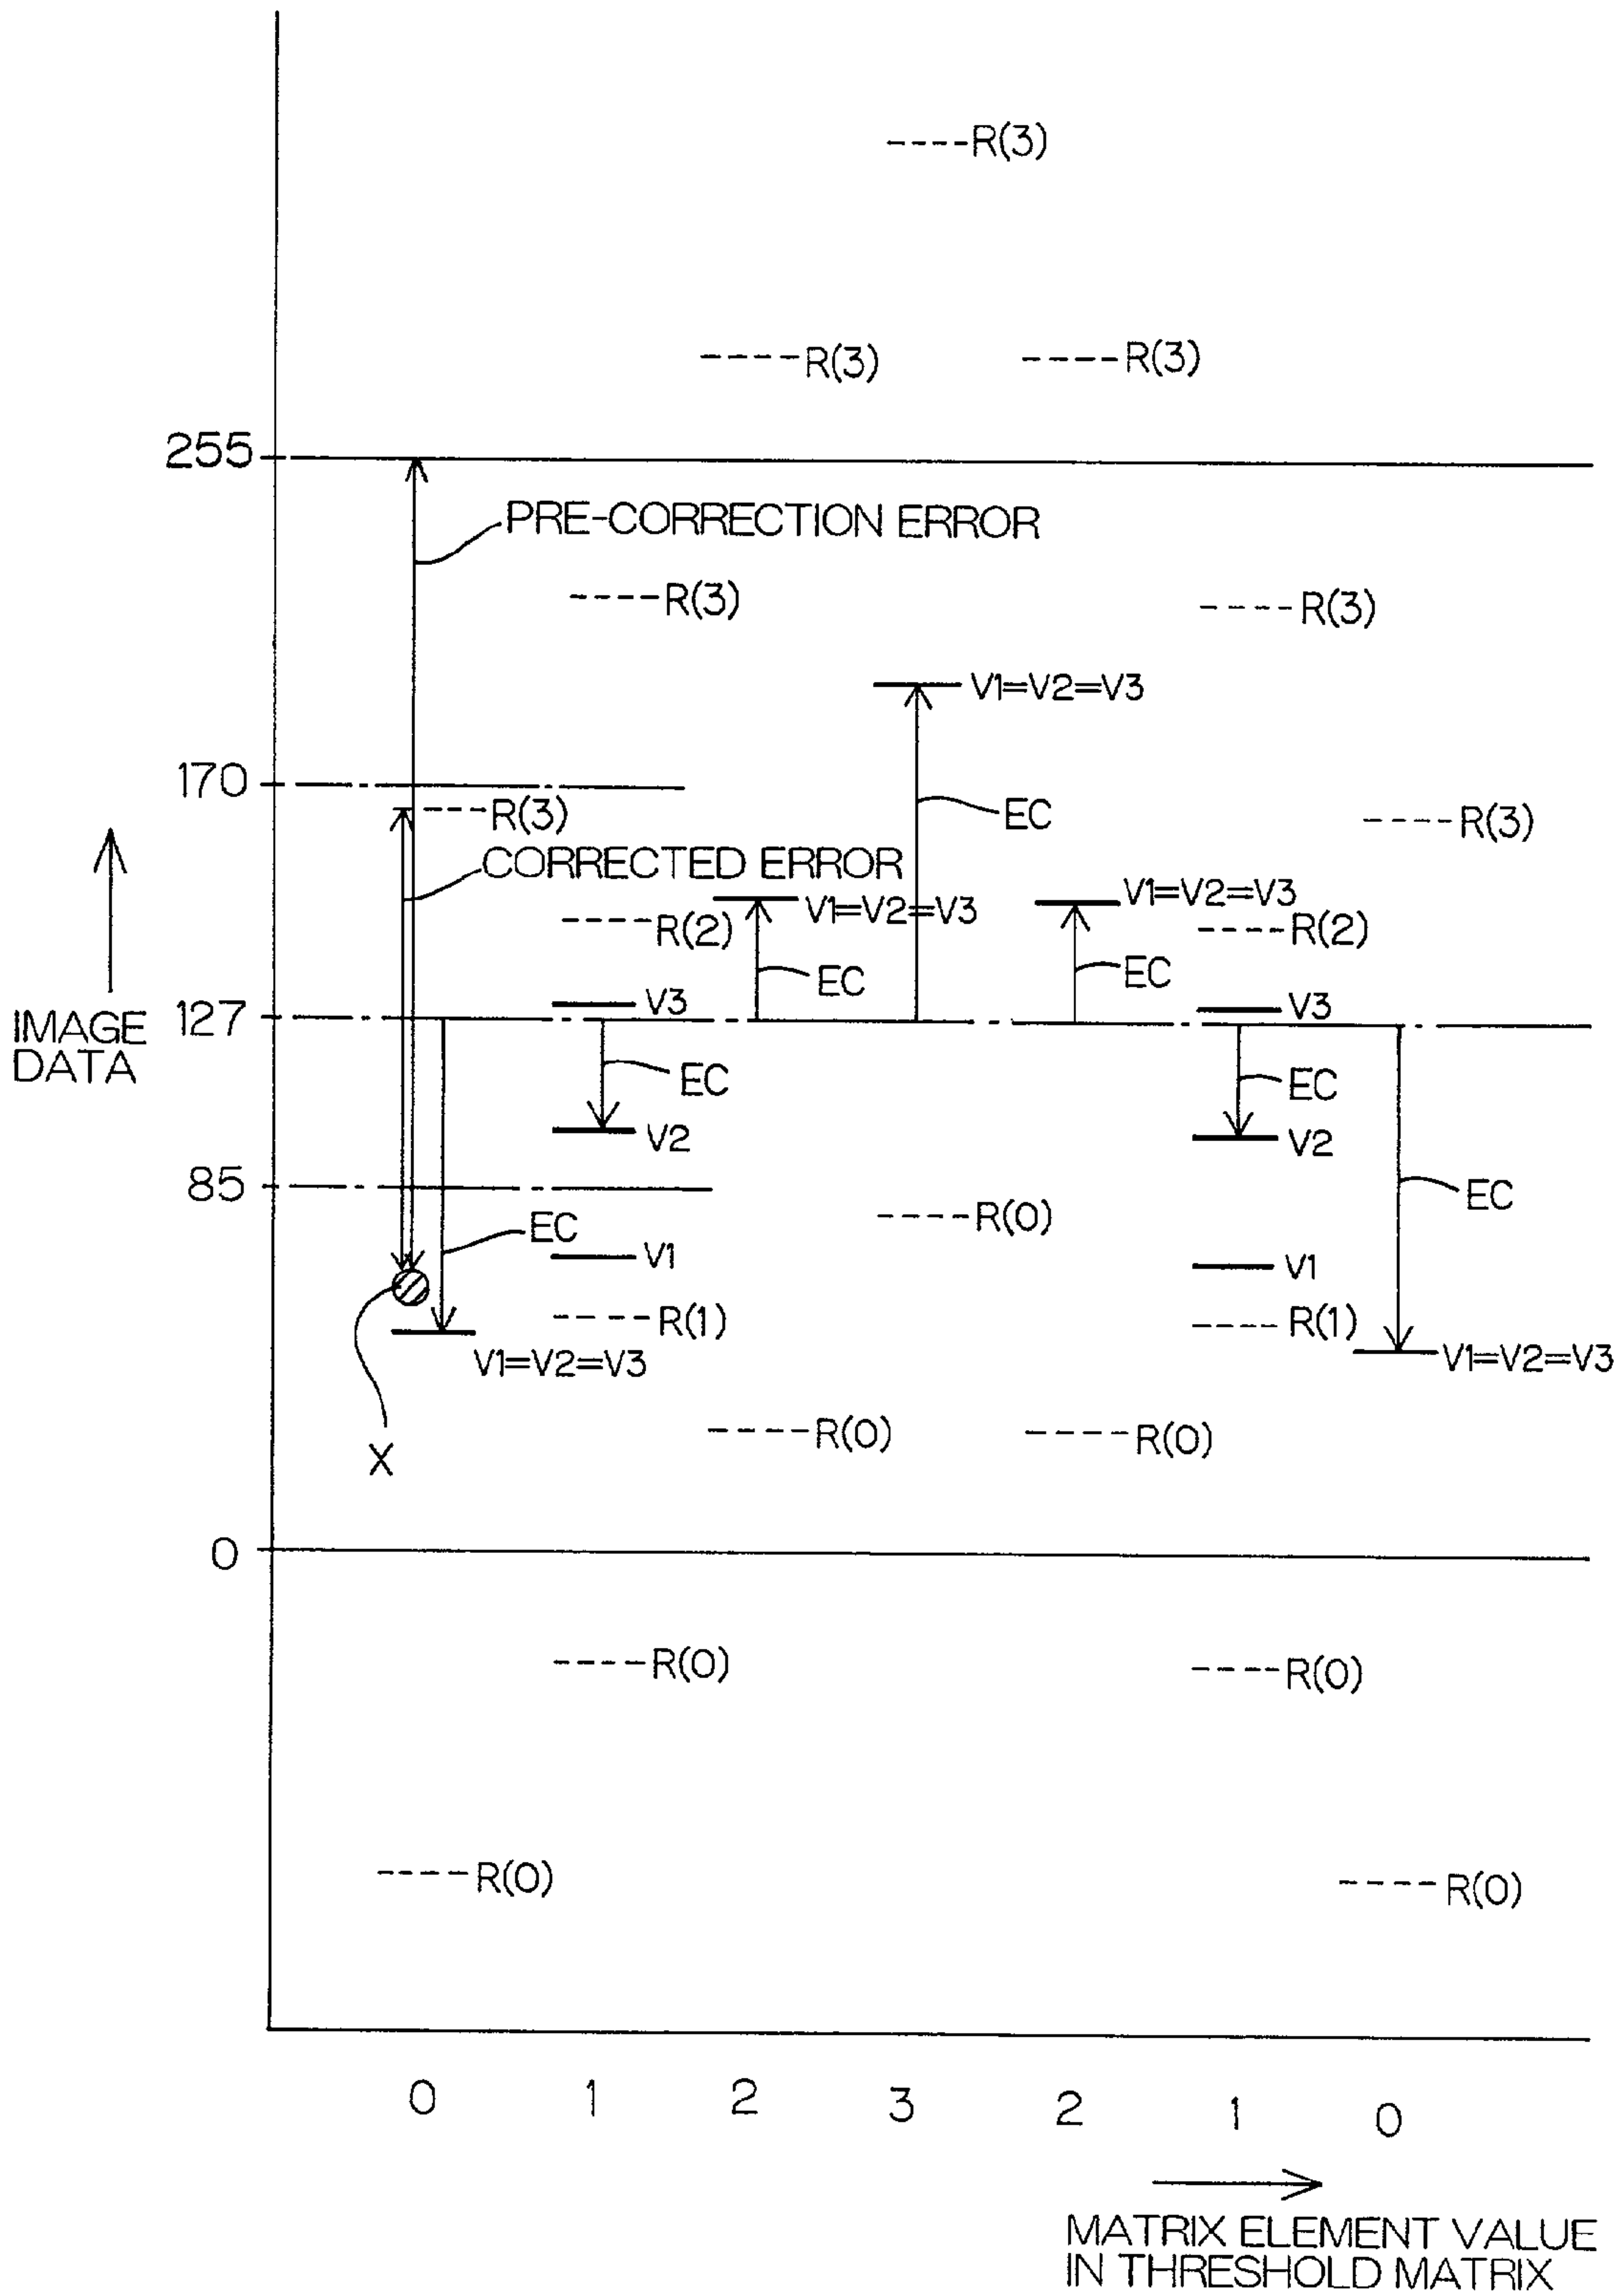 R(3)
R(3)
R(3)
255
PRE-CORRECTION ERROR
R(3)
R(3)
V1=V2=V3
170
R(3)
EC
R(3)
CORRECTED ERROR
V1=V2=V3
V1=V2=V3
R(2)
R(2)
EC
EC
V3
V3
127
IMAGE
DATA
EC
EC
V2
V2
85
EC
R(0)
EC
V1
V1
R(1)
R(1)
V1=V2=V3
V1=V2=V3
R(0)
R(0)
X
0
R(0)
R(0)
R(0)
R(0)
0 1 2 3 2 1 0
MATRIX ELEMENT VALUE
IN THRESHOLD MATRIX